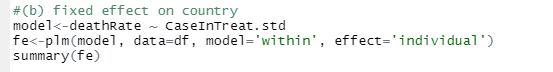 #(b) fixed effect on country
model<-deathRate ~ CaseInTreat.std
fe<-plm(model, data=df, model='within', effect='individual')
summary(fe)